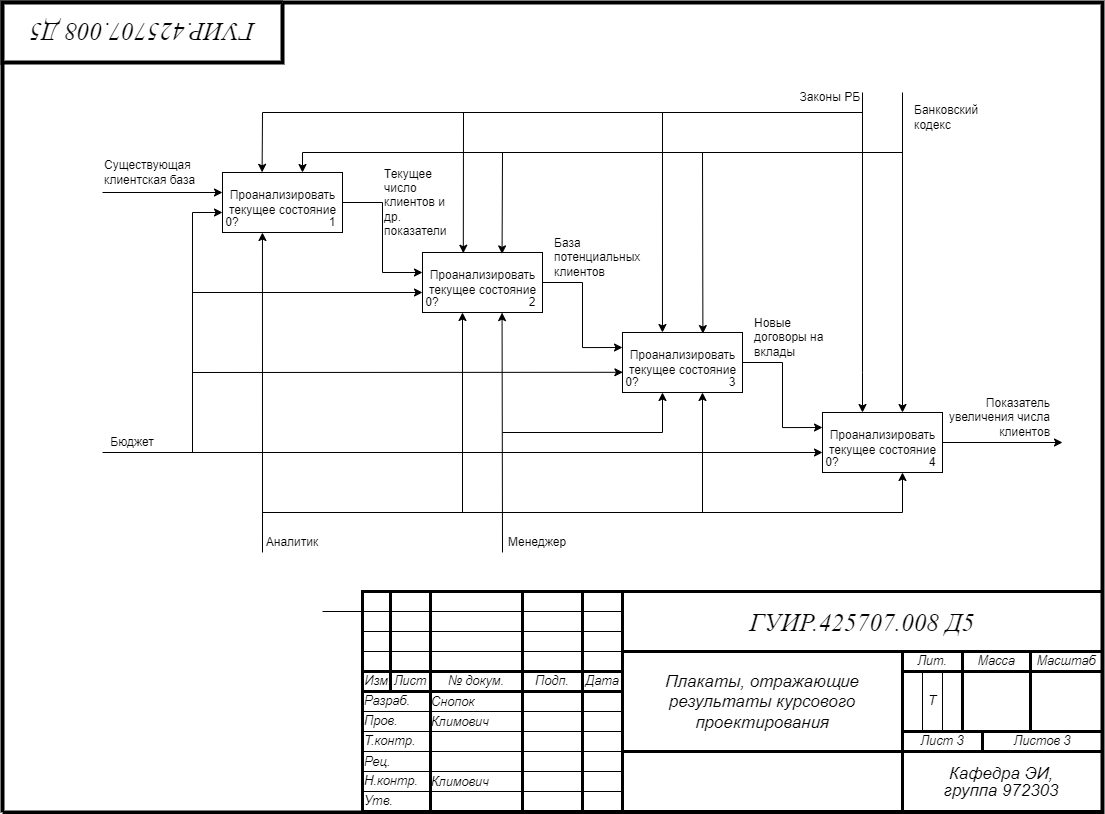 ГУИР.425707.008 Д5
Законы РБ
Банковский
кодекс
Существующая
клиентская база
Проанализировать
текущее состояние
0? 1
Текущее
число
клиентов и
др.
показатели
Проанализировать
текущее состояние
0? 2
База
потенциальных
клиентов
Проанализировать
текущее состояние
0? 3
Новые
договоры на
вклады
Проанализировать
текущее состояние
0? 4
Показатель
увеличения числа
клиентов
Бюджет
Аналитик
Менеджер
ГУИР.425707.008 Д5
Изм Лист № докум. Подп. Дата
Разраб. Снопок
Пров. Климович
Т.контр.
Рец.
Н.контр. Климович
Утв.
Плакаты, отражающие
результаты курсового
проектирования
Лит. Масса Масштаб
Т
Лист 3 Листов 3
Кафедра ЭИ,
группа 972303